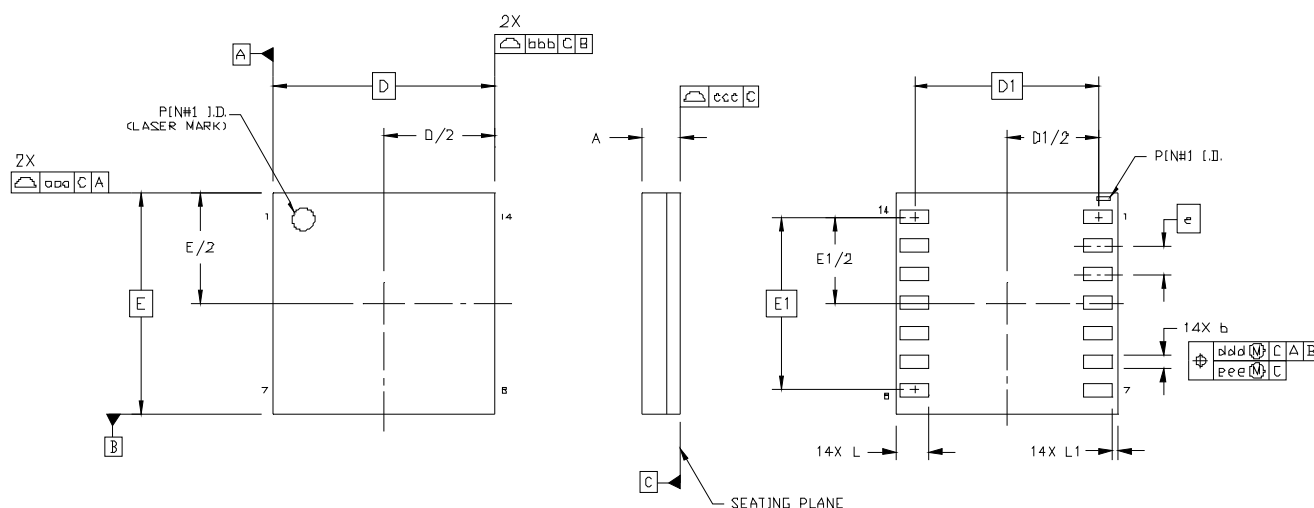 2X
bbb C B
A
D
PIN#1 I.D.
(LASER MARK)
D/2
2X
aaa C A
1
14
E/2
E
7
8
B
A
ccc C
C
SEATING PLANE
D1
D1/2
PIN#1 I.D.
14
1
e
E1/2
E1
14X b
ddd M C A B
eee M C
8
7
14X L
14X L1